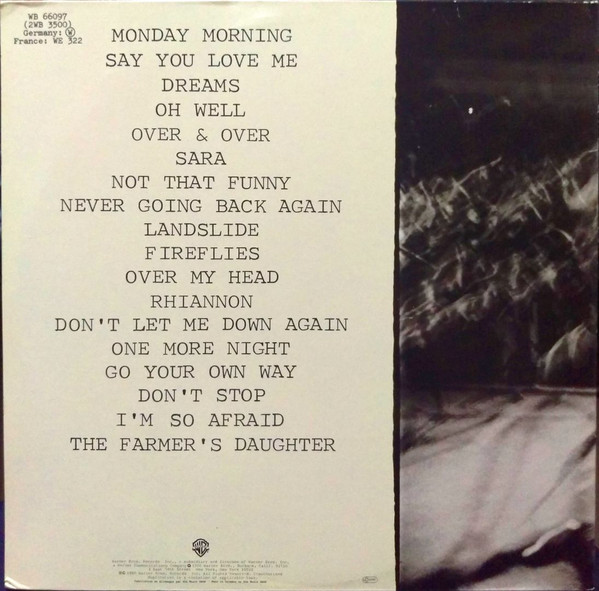 WB 66097
(2WB 3500)
Germany: W
France: WE 322
MONDAY MORNING
SAY YOU LOVE ME
DREAMS
OH WELL
OVER & OVER
SARA
NOT THAT FUNNY
NEVER GOING BACK AGAIN
LANDSLIDE
FIREFLIES
OVER MY HEAD
RHIANNON
DON'T LET ME DOWN AGAIN
ONE MORE NIGHT
GO YOUR OWN WAY
DON'T STOP
I'M SO AFRAID
THE FARMER'S DAUGHTER